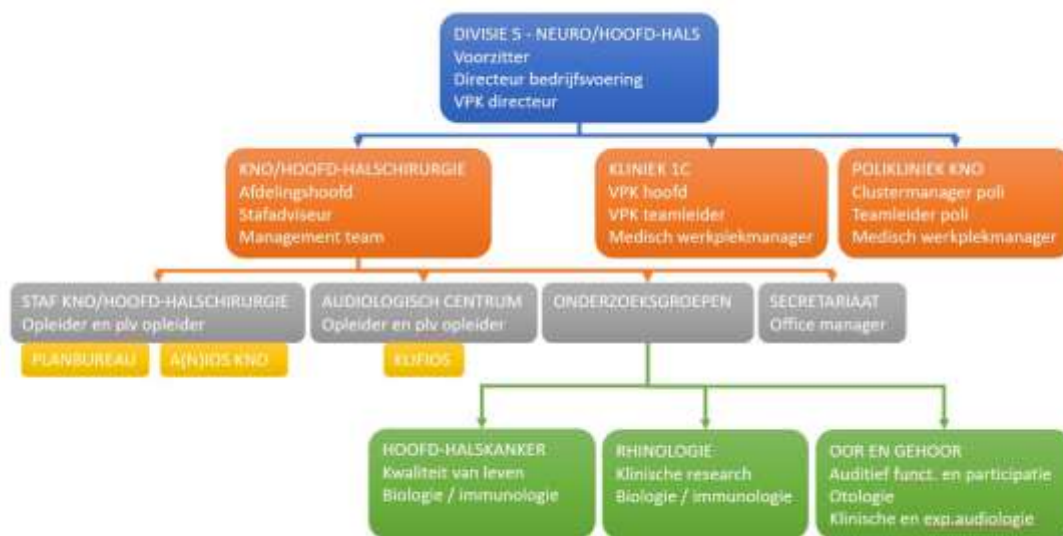 DIVISIE 5 - NEURO/HOOFD-HALS
Voorzitter
Directeur bedrijfsvoering
VPK directeur
KNO/HOOFD-HALSCHIRURGIE
Afdelingshoofd
Stafadviseur
Management team
KLINIEK 1C
VPK hoofd
VPK teamleider
Medisch werkplekmanager
POLIKLINIEK KNO
Clustermanager poli
Teamleider poli
Medisch werkplekmanager
STAF KNO/HOOFD-HALSCHIRURGIE
Opleider en plv opleider
AUDIOLOGISCH CENTRUM
Opleider en plv opleider
ONDERZOEKSGROEPEN
SECRETARIAAT
Office manager
PLANBUREAU
A(N)IOS KNO
KLIFIOS
HOOFD-HALSKANKER
Kwaliteit van leven
Biologie / immunologie
RHINOLOGIE
Klinische research
Biologie / immunologie
OOR EN GEHOOR
Auditief funct. en participatie
Otologie
Klinische en exp.audiologie